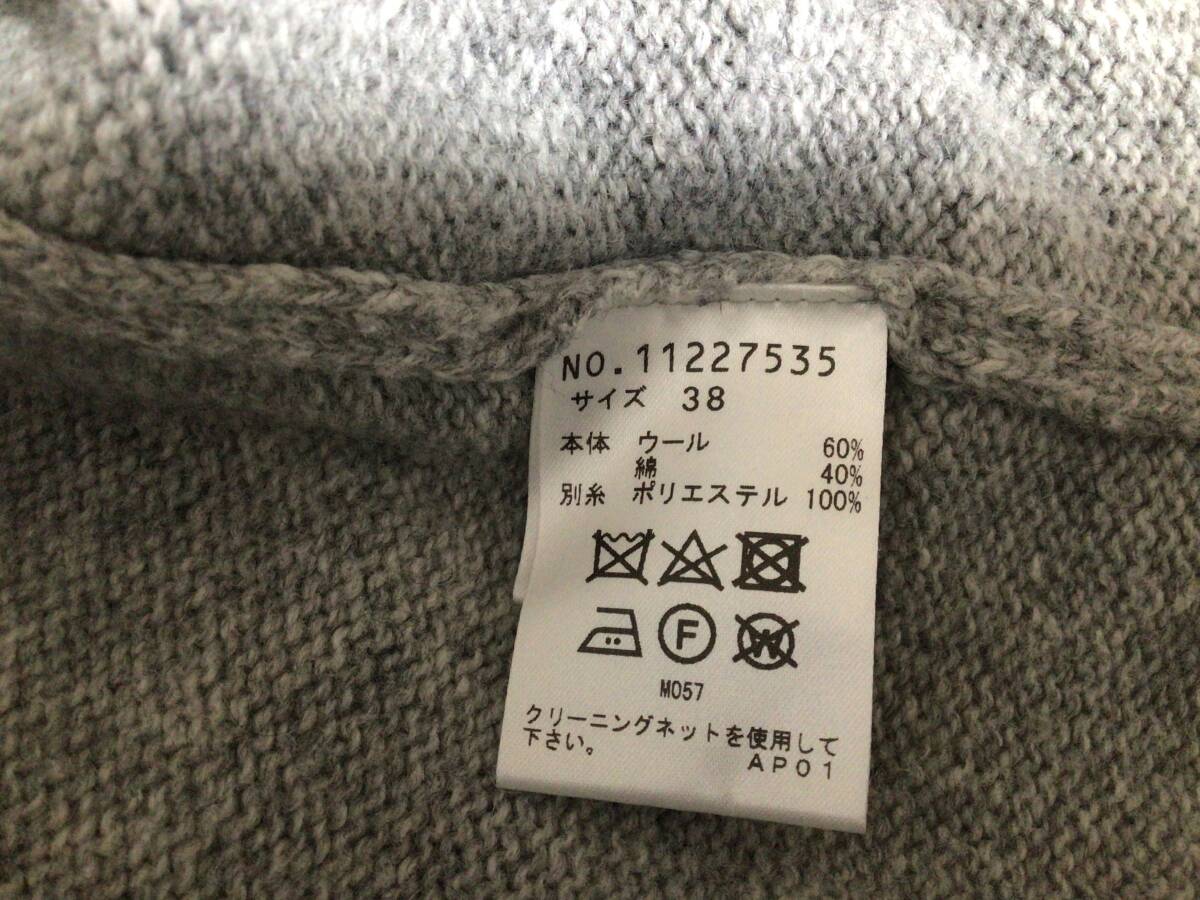 NO.11227535
サイズ 38
本体 ウール 60%
綿 40%
別糸 ポリエステル 100%
F
W
M057
クリーニングネットを使用して
下さい。
AP01